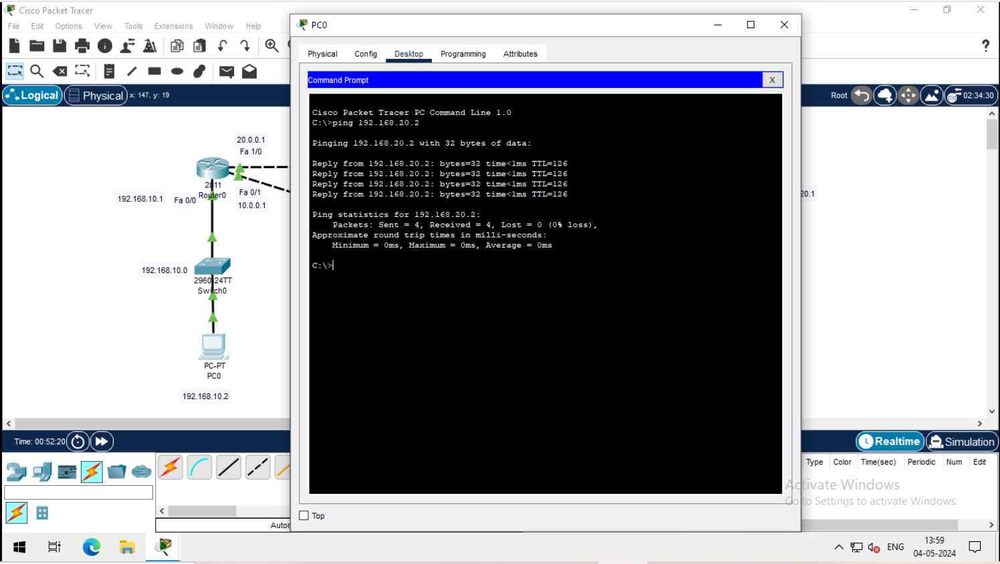 Cisco Packet Tracer
File Edit Options View Tools Extensions Window Help
PC0
Physical Config Desktop Programming Attributes
Command Prompt X
Logical Physical x: 147, y: 19
Root 02:34:30
Cisco Packet Tracer PC Command Line 1.0
C:\>ping 192.168.20.2
Pinging 192.168.20.2 with 32 bytes of data:
Reply from 192.168.20.2: bytes=32 time<1ms TTL=126
Reply from 192.168.20.2: bytes=32 time<1ms TTL=126
Reply from 192.168.20.2: bytes=32 time<1ms TTL=126
Reply from 192.168.20.2: bytes=32 time<1ms TTL=126
Ping statistics for 192.168.20.2:
Packets: Sent = 4, Received = 4, Lost = 0 (0% loss),
Approximate round trip times in milli-seconds:
Minimum = 0ms, Maximum = 0ms, Average = 0ms
C:\>
20.0.0.1
Fa 1/0
2811
Router0
Fa 0/1
10.0.0.1
192.168.10.1 Fa 0/0
20.1
192.168.10.0
2960-24TT
Switch0
PC-PT
PC0
192.168.10.2
Time: 00:52:20
Realtime Simulation
Type Color Time(sec) Periodic Num Edit
Activate Windows
Go to Settings to activate Windows.
Top
Autor
ENG
13:59
04-05-2024